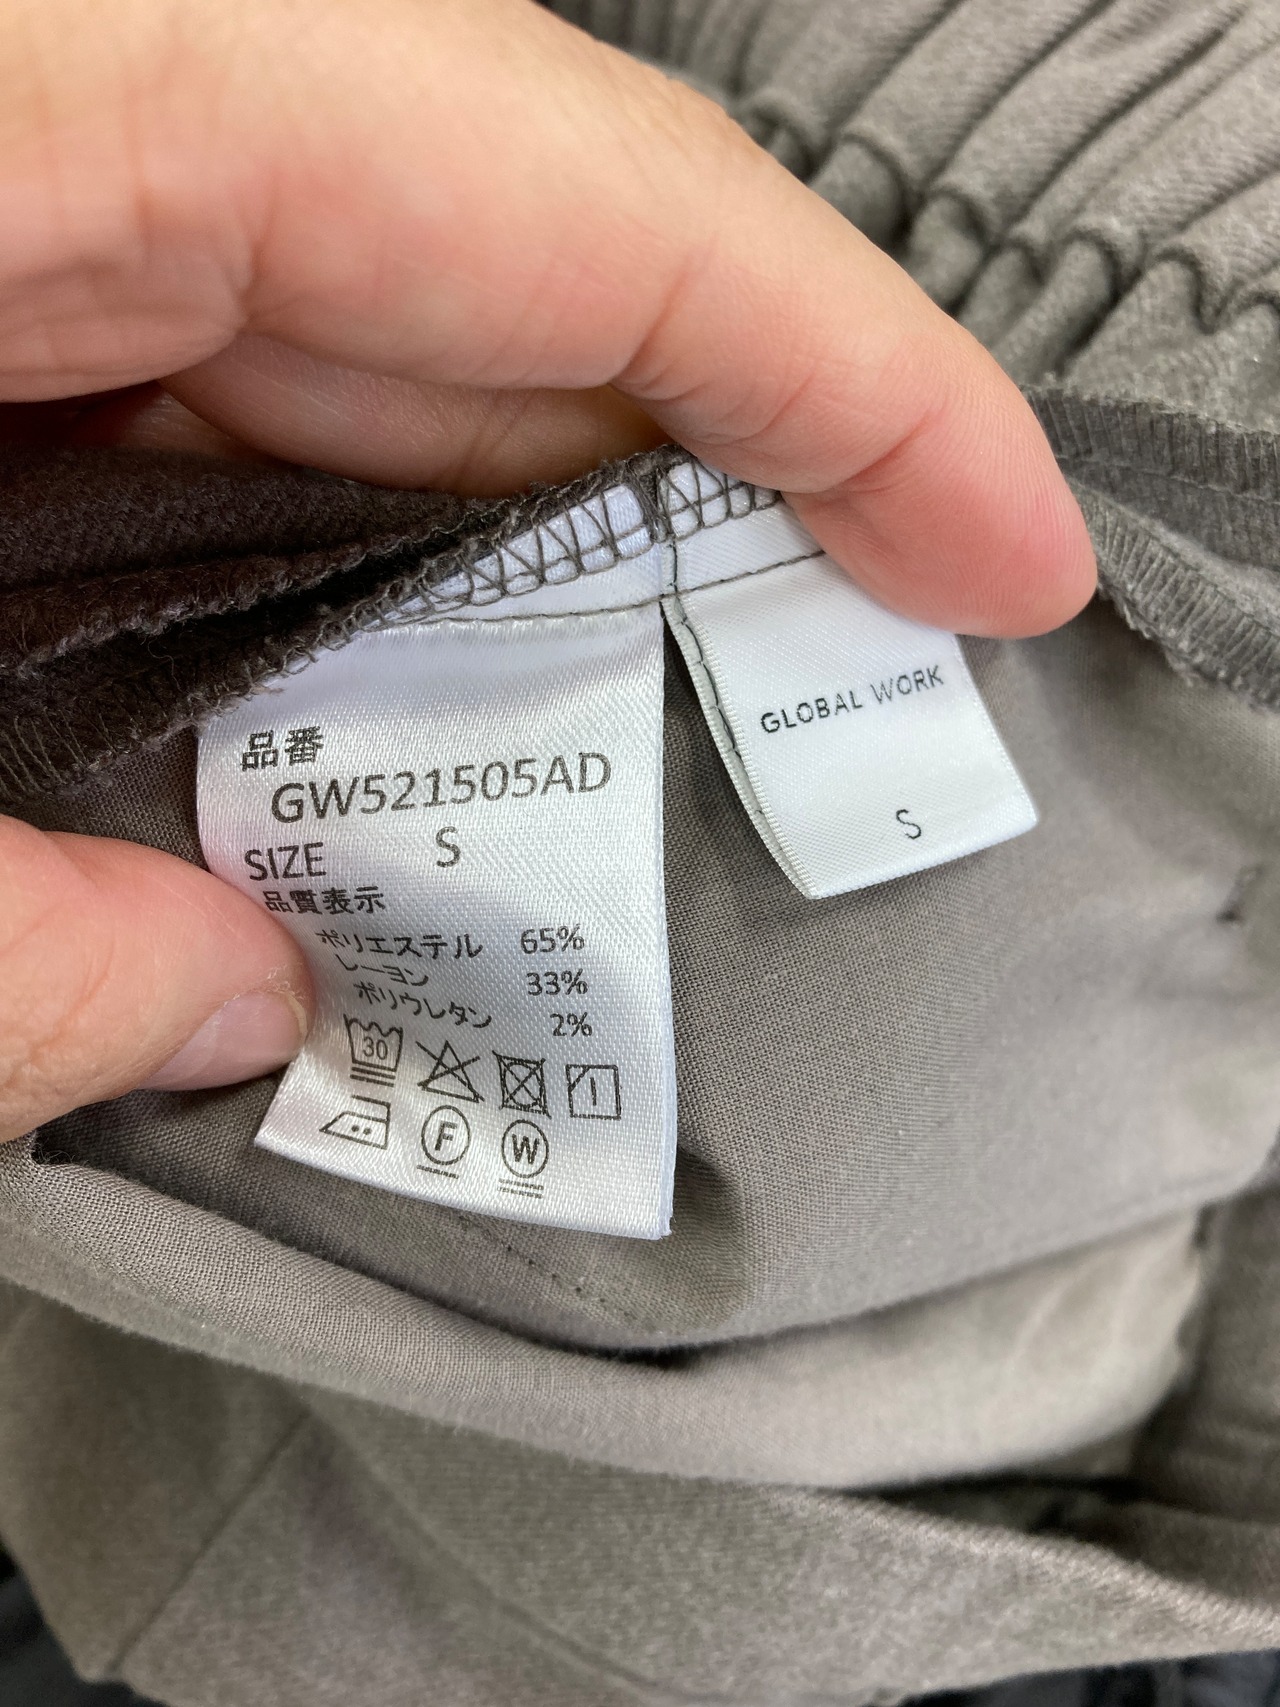 品番
GW521505AD
SIZE S
品質表示
ポリエステル 65%
レーヨン 33%
ポリウレタン 2%
30
F
W
GLOBAL WORK
S